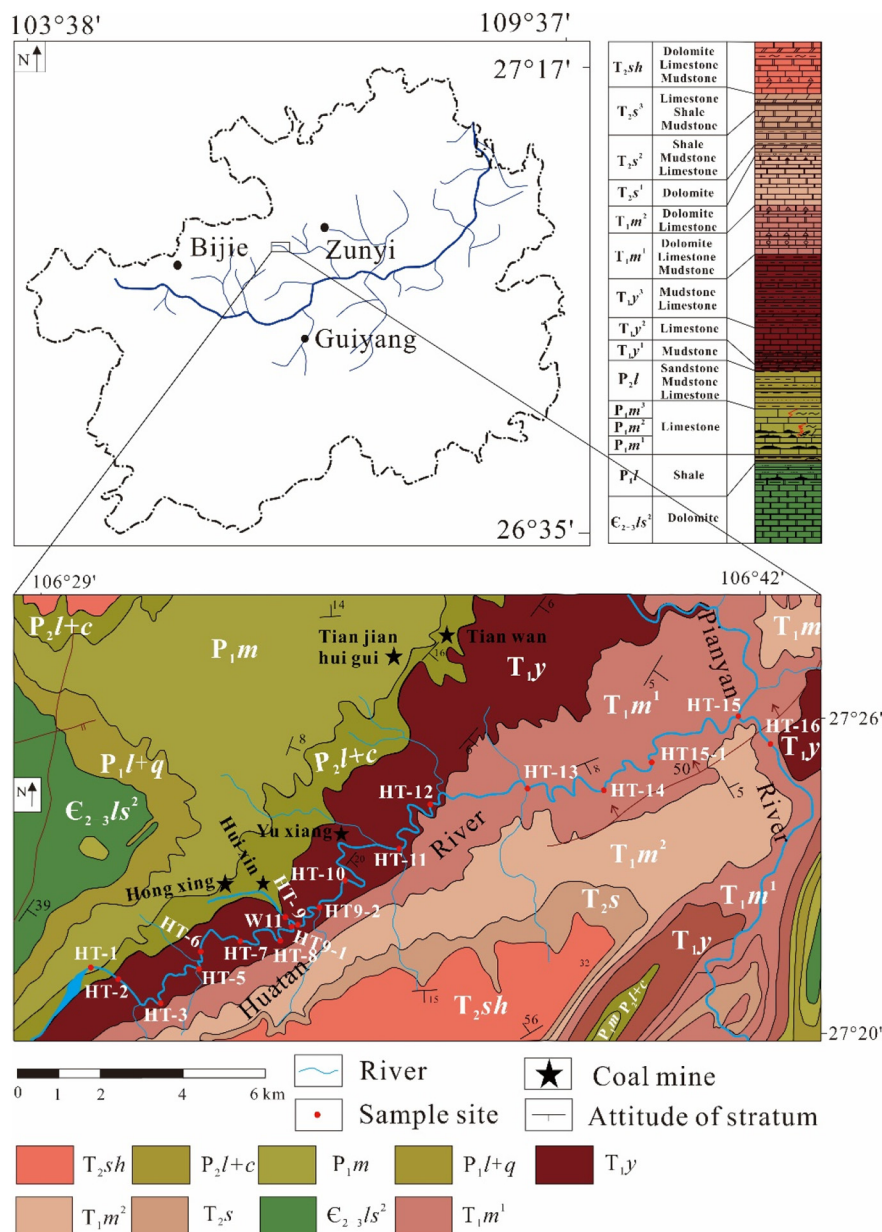 103°38'
109°37'
N
27°17'
Bijie
Zunyi
Guiyang
26°35'
T₂sh
Dolomite
Limestone
Mudstone
T₂s³
Limestone
Shale
Mudstone
T₂s²
Shale
Mudstone
Limestone
T₂s¹
Dolomite
T₁m²
Dolomite
Limestone
T₁m¹
Dolomite
Limestone
Mudstone
T₁y³
Mudstone
Limestone
T₁y²
Limestone
T₁y¹
Mudstone
P₂l
Sandstone
Mudstone
Limestone
P₁m³
P₁m²
P₁m¹
Limestone
P₁l
Shale
Є₂₋₃ls²
Dolomite
106°29'
106°42'
P₂l+c
P₁m
14
Tian jian
hui gui
16
Tian wan
6
T₁y
Pianyan
T₁m
5
T₁m¹
HT-15
HT-16
27°26'
T₁y
P₁l+q
8
P₂l+c
N
Є₂ ₃ls²
HT-12
HT-13
8
HT15-1
50
HT-14
5
River
River
Hui xin
Yu xiang
20
HT-11
T₁m²
Hong xing
HT-10
HT-9
HT9-2
W11
HT9-1
T₂s
T₁m¹
39
HT-6
HT-1
HT-7
HT-8
HT-2
HT-5
HT-3
Huatan
T₁y
32
T₂sh
15
56
P₁m
P₂l+c
27°20'
0 1 2 4 6 km
River
Coal mine
Sample site
Attitude of stratum
T₂sh
P₂l+c
P₁m
P₁l+q
T₁y
T₁m²
T₂s
Є₂ ₃ls²
T₁m¹